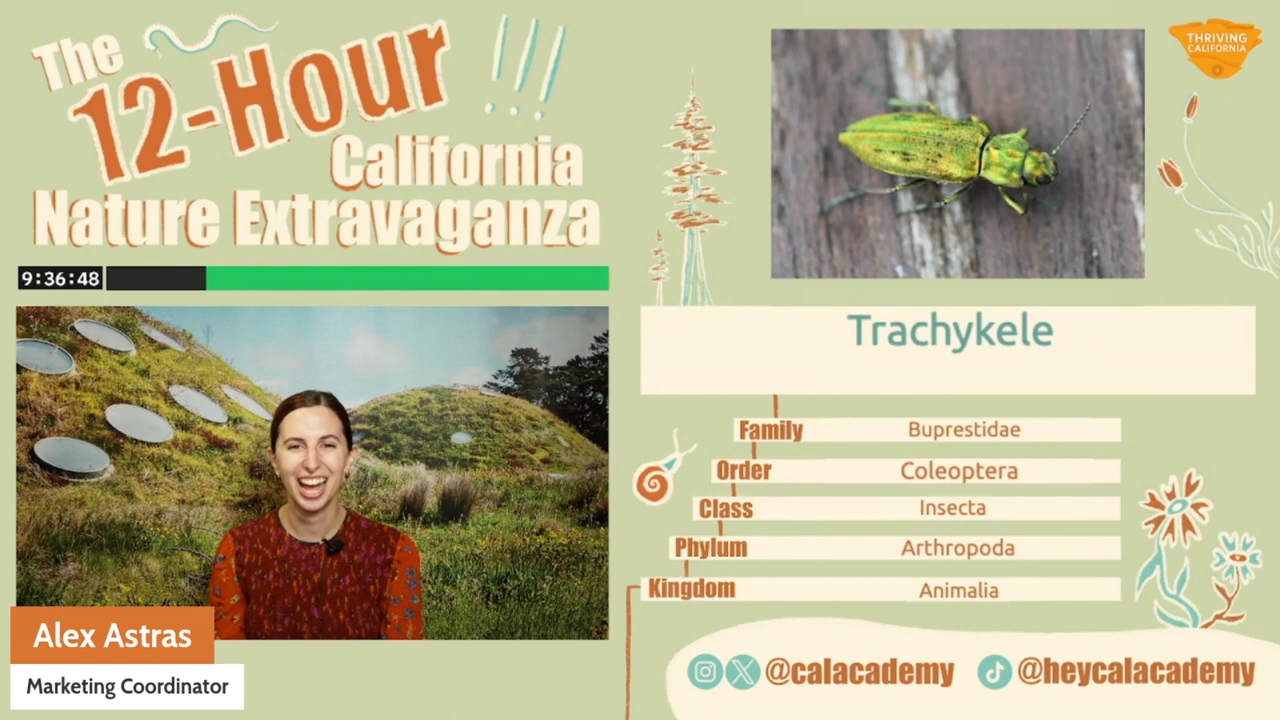 The
12-Hour
!!!
California
Nature Extravaganza
9:36:48
Alex Astras
Marketing Coordinator
THRIVING
CALIFORNIA
Trachykele
Family Buprestidae
Order Coleoptera
Class Insecta
Phylum Arthropoda
Kingdom Animalia
@calacademy @heycalacademy